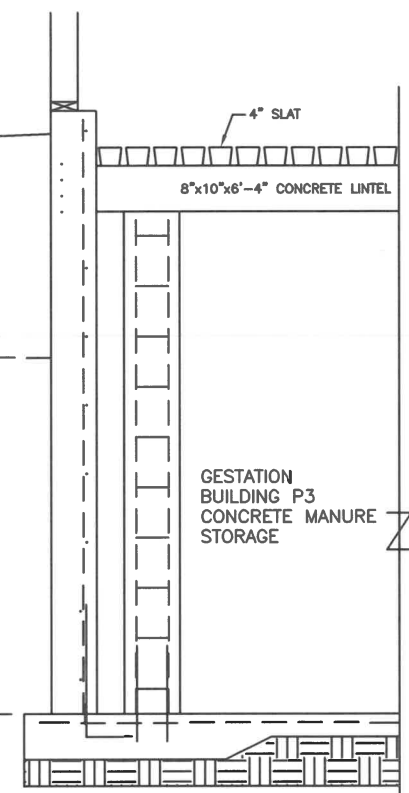 4" SLAT
8"x10"x6'-4" CONCRETE LINTEL
GESTATION
BUILDING P3
CONCRETE MANURE
STORAGE